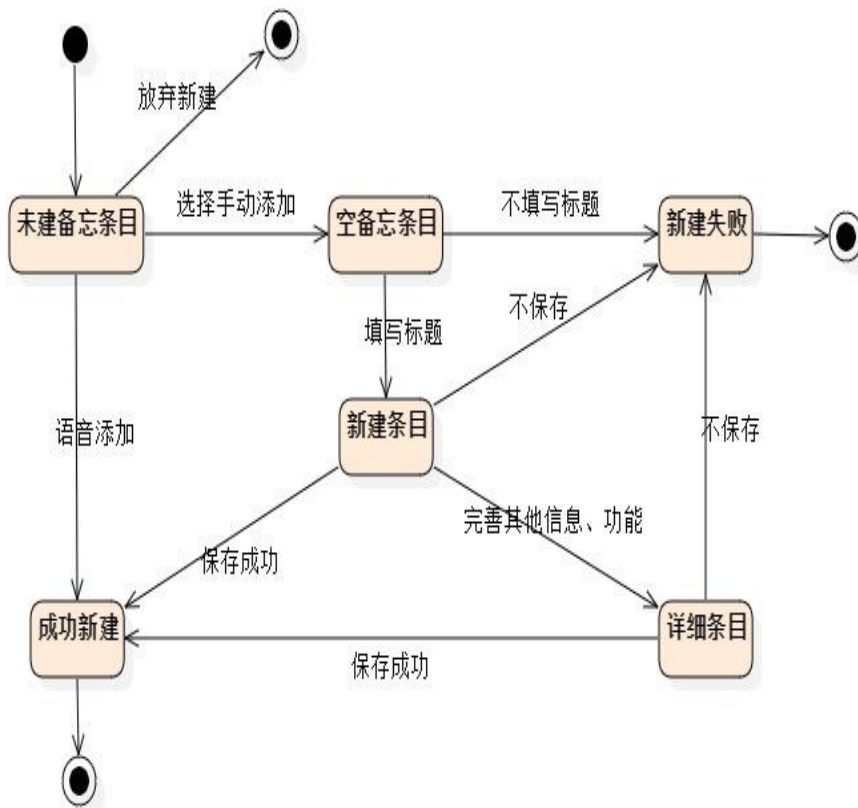 放弃新建
未建备忘条目
选择手动添加
空备忘条目
不填写标题
新建失败
填写标题
不保存
新建条目
语音添加
不保存
完善其他信息、功能
保存成功
成功新建
详细条目
保存成功